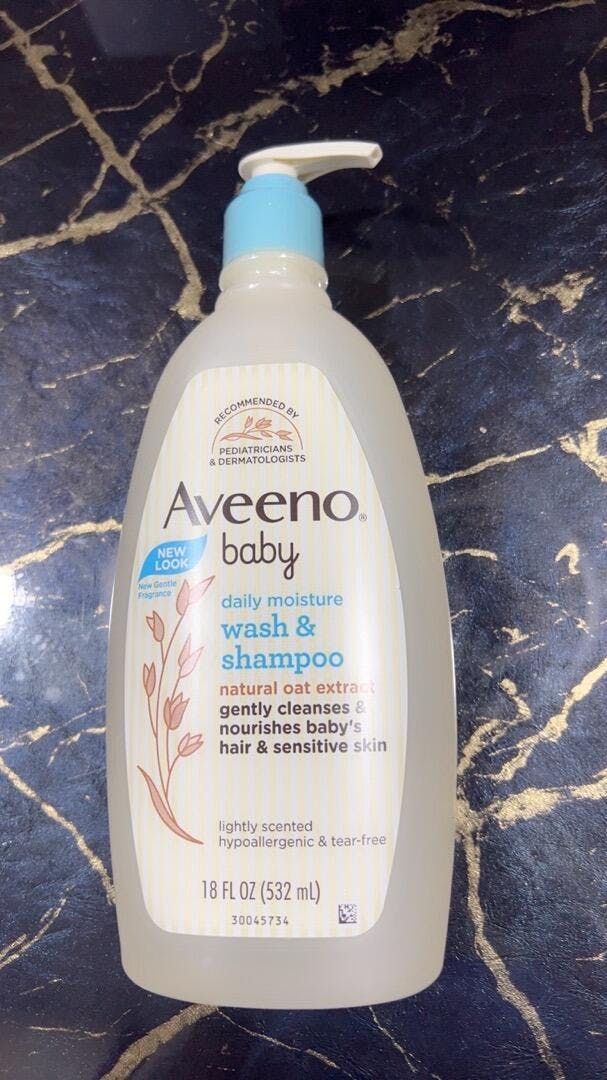 RECOMMENDED BY
PEDIATRICIANS
& DERMATOLOGISTS
Aveeno®
baby
NEW
LOOK
New Gentle
Fragrance
daily moisture
wash &
shampoo
natural oat extract
gently cleanses &
nourishes baby's
hair & sensitive skin
lightly scented
hypoallergenic & tear-free
18 FL OZ (532 mL)
30045734